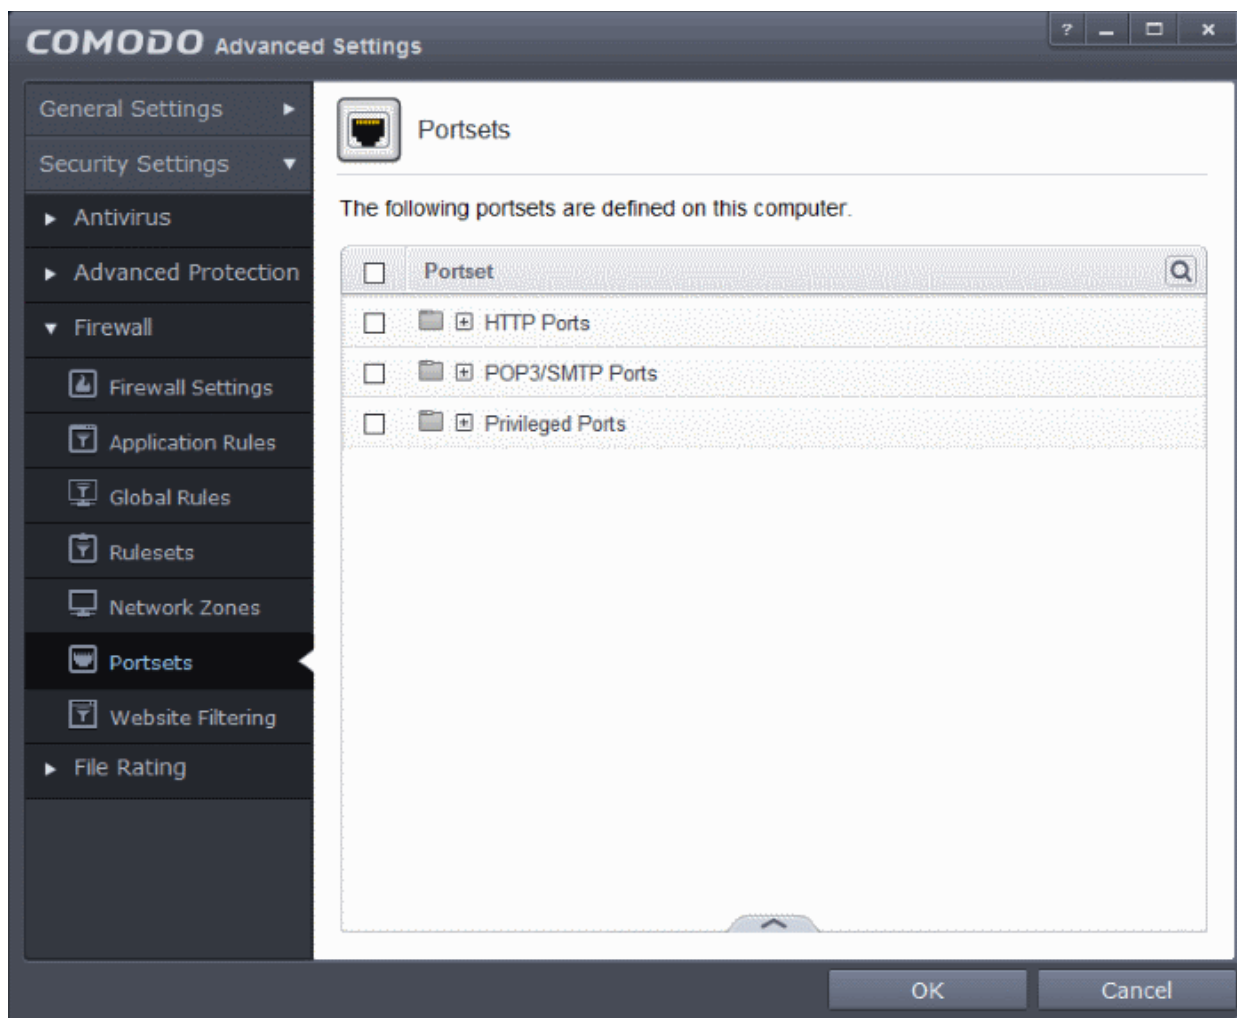 COMODO Advanced Settings
?
General Settings
Security Settings
Antivirus
Advanced Protection
Firewall
Firewall Settings
Application Rules
Global Rules
Rulesets
Network Zones
Portsets
Website Filtering
File Rating
Portsets
The following portsets are defined on this computer.
Portset
HTTP Ports
POP3/SMTP Ports
Privileged Ports
OK
Cancel